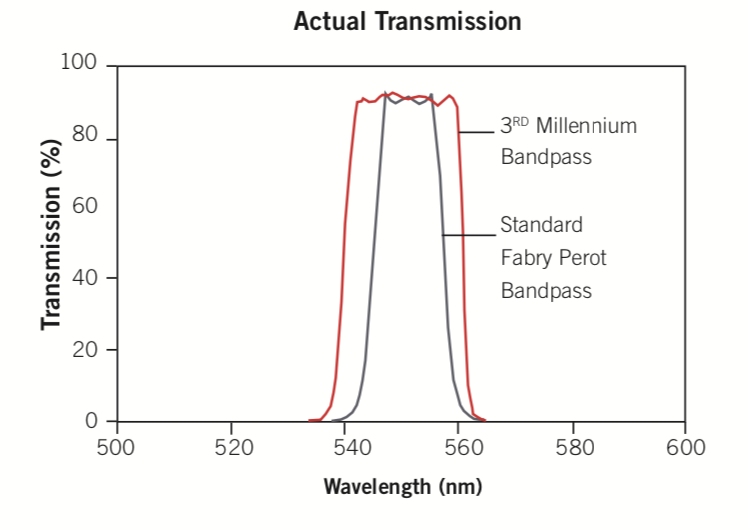 Actual Transmission
100
80
60
40
20
0
Transmission (%)
3RD Millennium
Bandpass
Standard
Fabry Perot
Bandpass
500 520 540 560 580 600
Wavelength (nm)